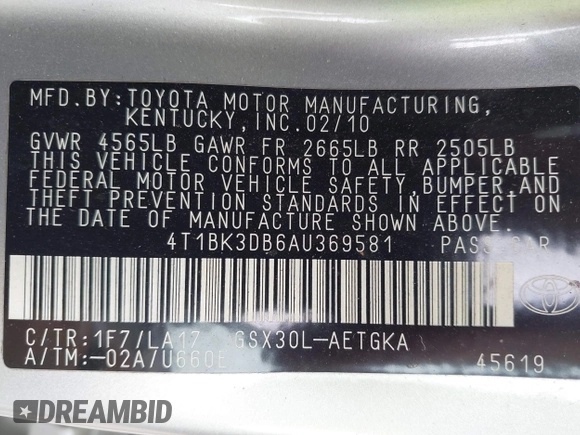 MFD.BY:TOYOTA MOTOR MANUFACTURING,
KENTUCKY,INC.02/10
GVWR 4565LB GAWR FR 2665LB RR 2505LB
THIS VEHICLE CONFORMS TO ALL APPLICABLE
FEDERAL MOTOR VEHICLE SAFETY,BUMPER,AND
THEFT PREVENTION STANDARDS IN EFFECT ON
THE DATE OF MANUFACTURE SHOWN ABOVE.
4T1BK3DB6AU369581
C/TR:1F7/LA17 GSX30L-AETGKA
A/TM:-02A/U660E 45619
TOYOTA
DREAMBID